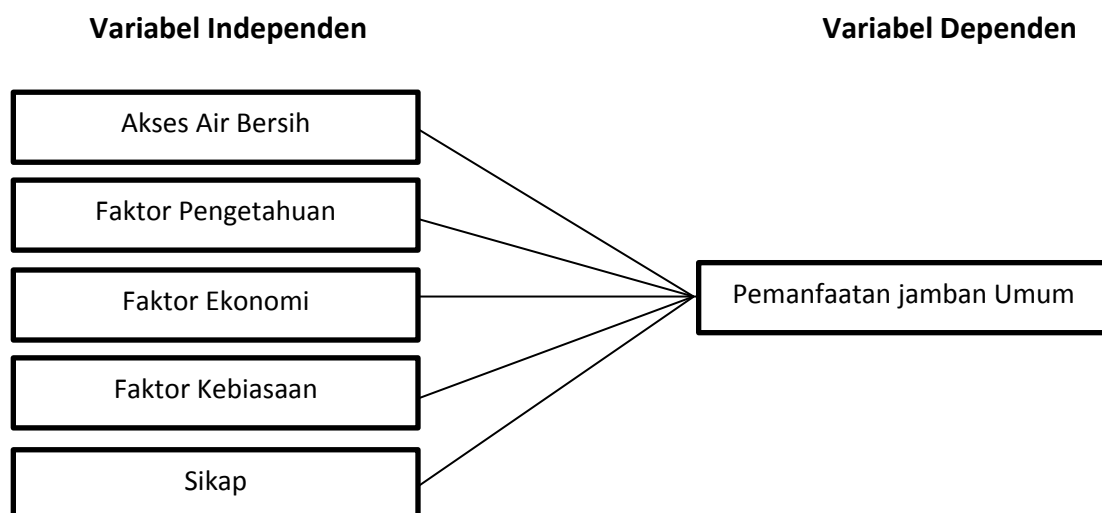 Variabel Independen
Variabel Dependen
Akses Air Bersih
Faktor Pengetahuan
Faktor Ekonomi
Pemanfaatan jamban Umum
Faktor Kebiasaan
Sikap